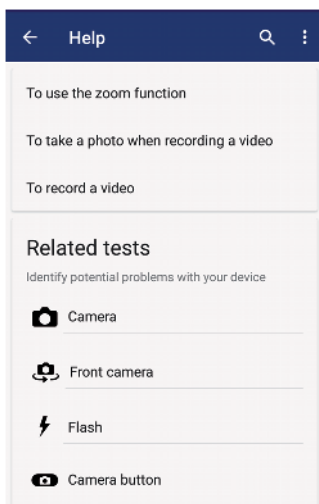 Help
To use the zoom function
To take a photo when recording a video
To record a video
Related tests
Identify potential problems with your device
Camera
Front camera
Flash
Camera button